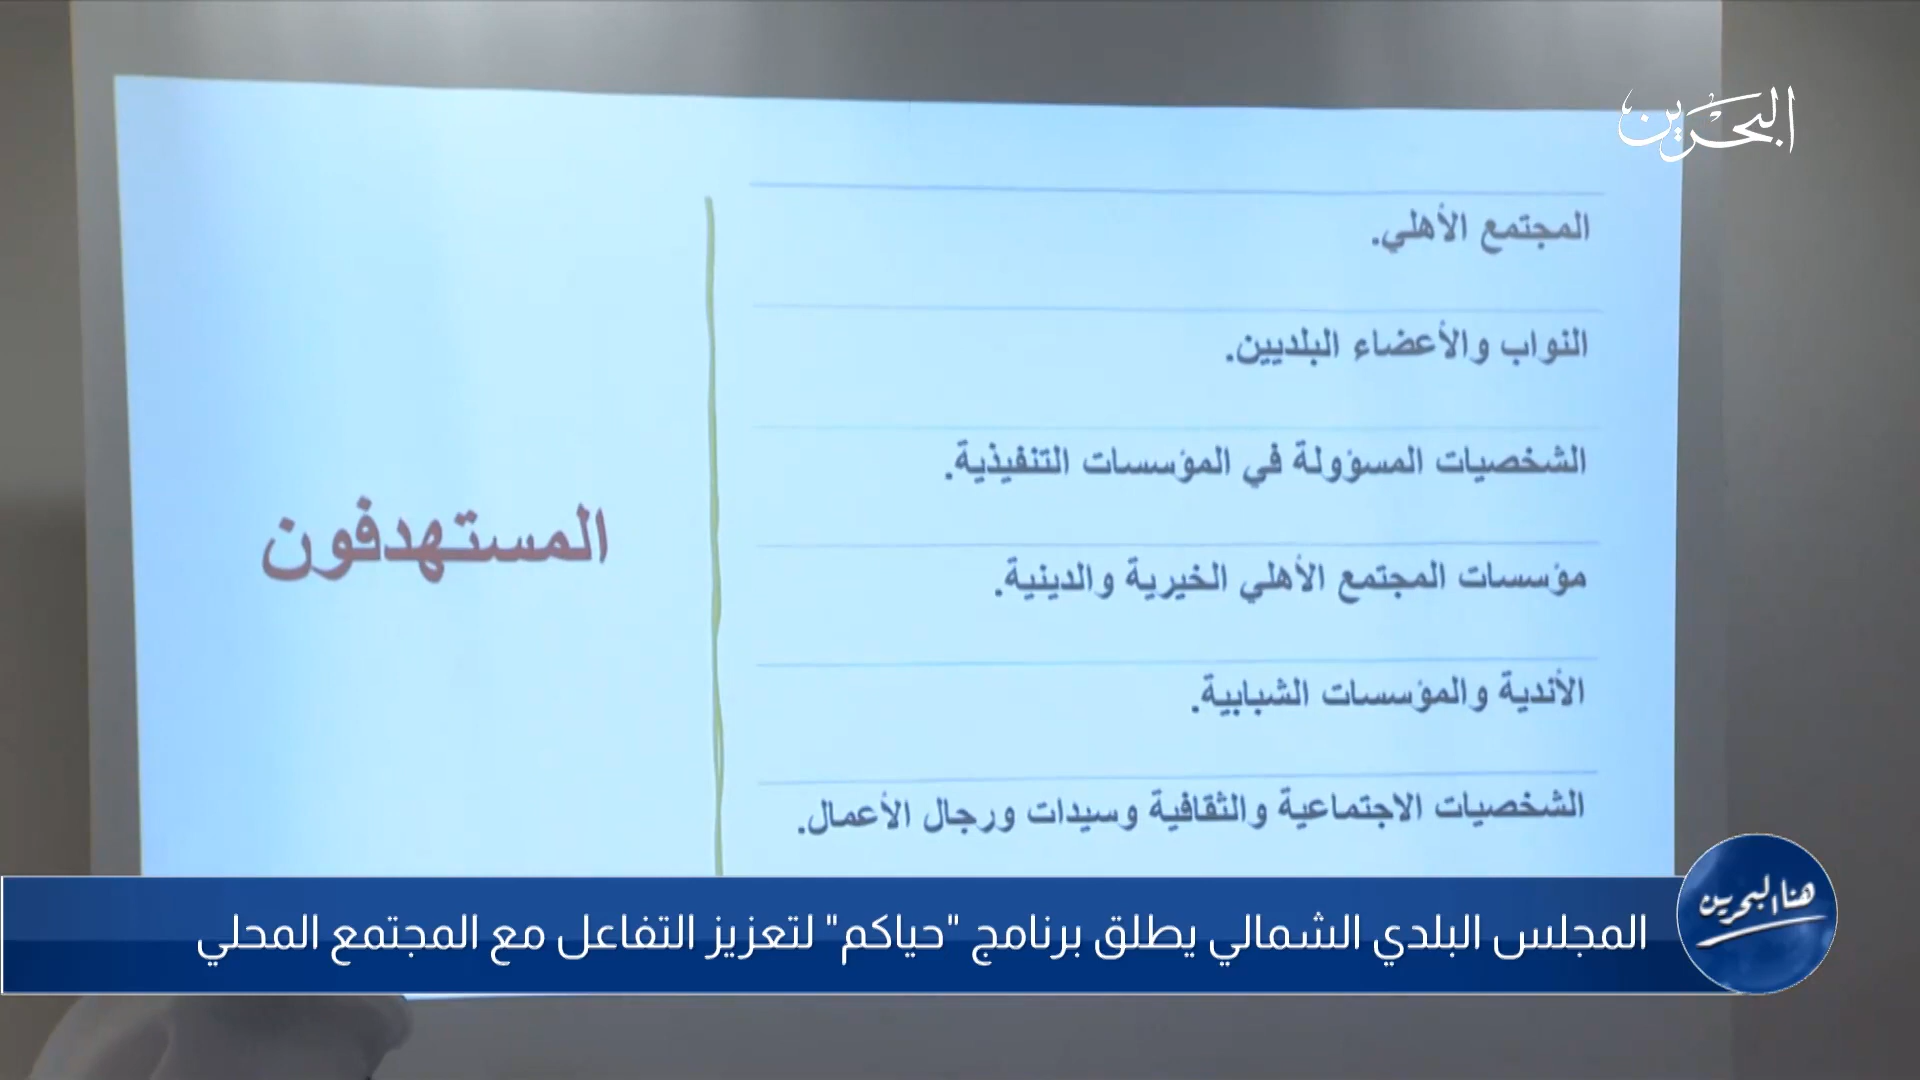 البحرين
المجتمع الأهلي.
النواب والأعضاء البلديين.
الشخصيات المسؤولة في المؤسسات التنفيذية.
مؤسسات المجتمع الأهلي الخيرية والدينية.
الأندية والمؤسسات الشبابية.
الشخصيات الاجتماعية والثقافية وسيدات ورجال الأعمال.
المستهدفون
هنا البحرين
المجلس البلدي الشمالي يطلق برنامج "حياكم" لتعزيز التفاعل مع المجتمع المحلي